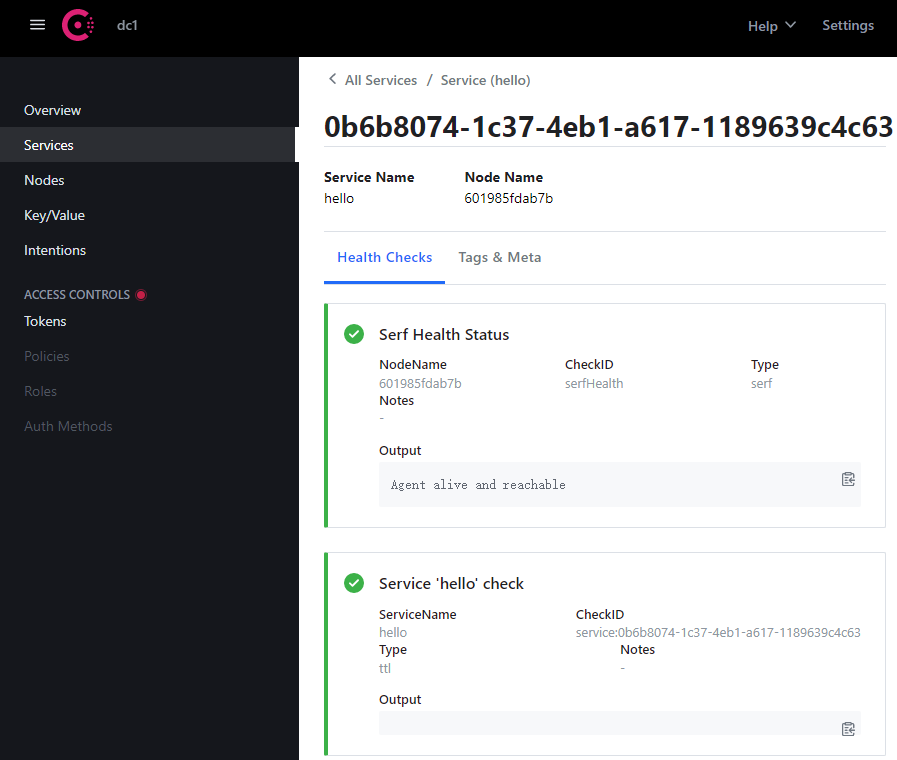 dc1
Help
Settings
Overview
Services
Nodes
Key/Value
Intentions
ACCESS CONTROLS
Tokens
Policies
Roles
Auth Methods
All Services / Service (hello)
0b6b8074-1c37-4eb1-a617-1189639c4c63
Service Name Node Name
hello 601985fdab7b
Health Checks Tags & Meta
Serf Health Status
NodeName CheckID Type
601985fdab7b serfHealth serf
Notes
-
Output
Agent alive and reachable
Service 'hello' check
ServiceName CheckID
hello service:0b6b8074-1c37-4eb1-a617-1189639c4c63
Type Notes
ttl -
Output